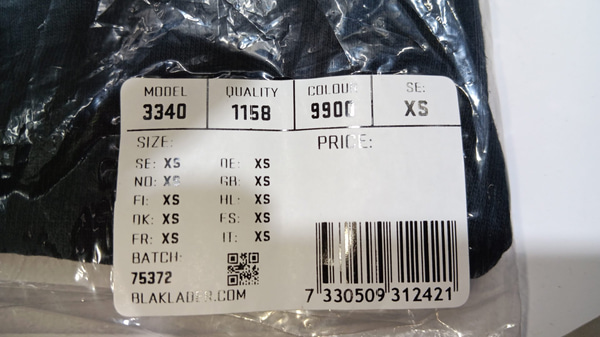 MODEL QUALITY COLOUR SE:
3340 1158 9900 XS
SIZE: PRICE:
SE: XS DE: XS
NO: XS GB: XS
FI: XS NL: XS
DK: XS ES: XS
FR: XS IT: XS
BATCH:
75372
BLAKLADER.COM
7 330509 312421